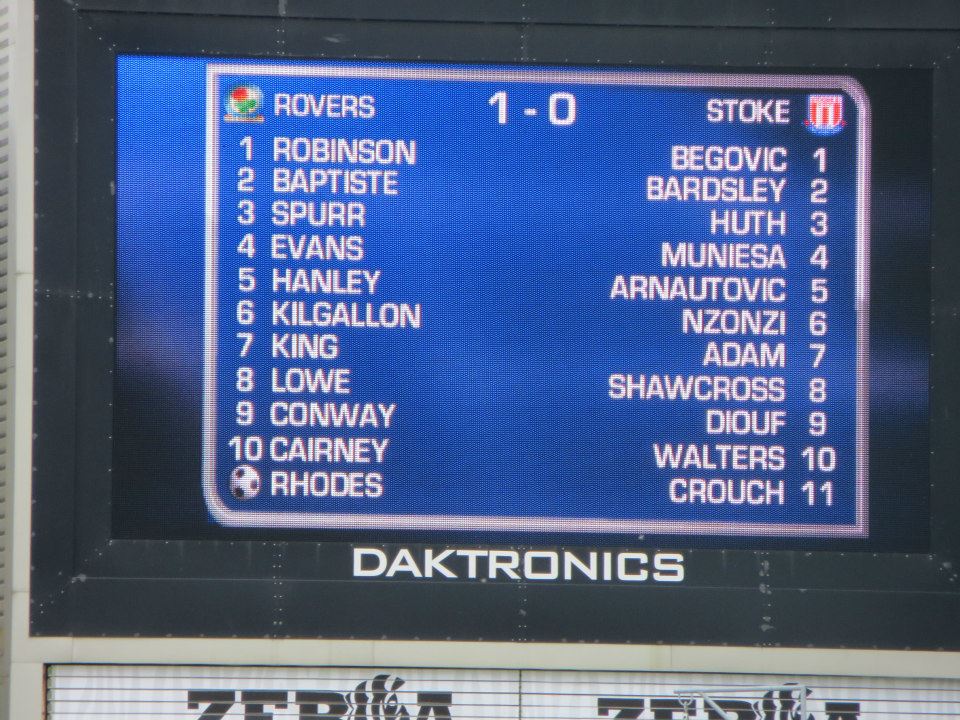 ROVERS 1 - 0 STOKE
1 ROBINSON BEGOVIC 1
2 BAPTISTE BARDSLEY 2
3 SPURR HUTH 3
4 EVANS MUNIESA 4
5 HANLEY ARNAUTOVIC 5
6 KILGALLON NZONZI 6
7 KING ADAM 7
8 LOWE SHAWCROSS 8
9 CONWAY DIOUF 9
10 CAIRNEY WALTERS 10
RHODES CROUCH 11
DAKTRONICS